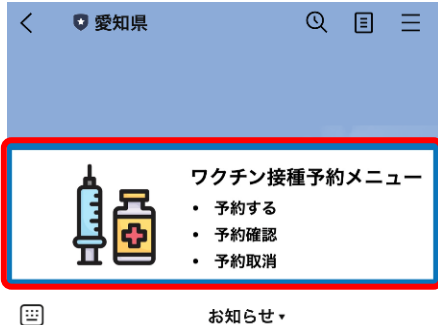 愛知県
ワクチン接種予約メニュー
• 予約する
• 予約確認
• 予約取消
お知らせ▾